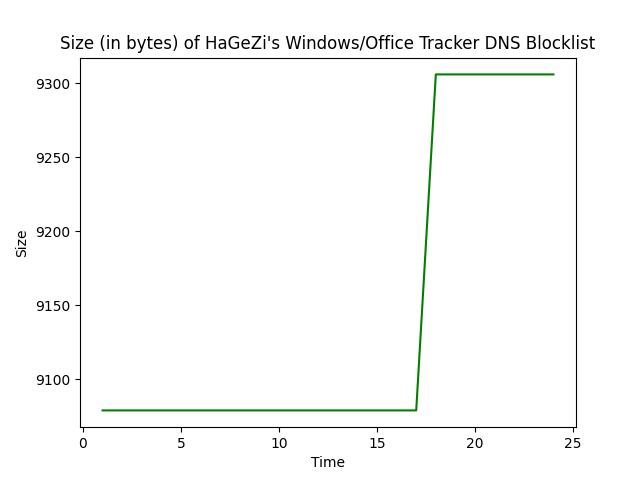 Size (in bytes) of HaGeZi's Windows/Office Tracker DNS Blocklist
9300
9250
9200
9150
9100
Size
0 5 10 15 20 25
Time